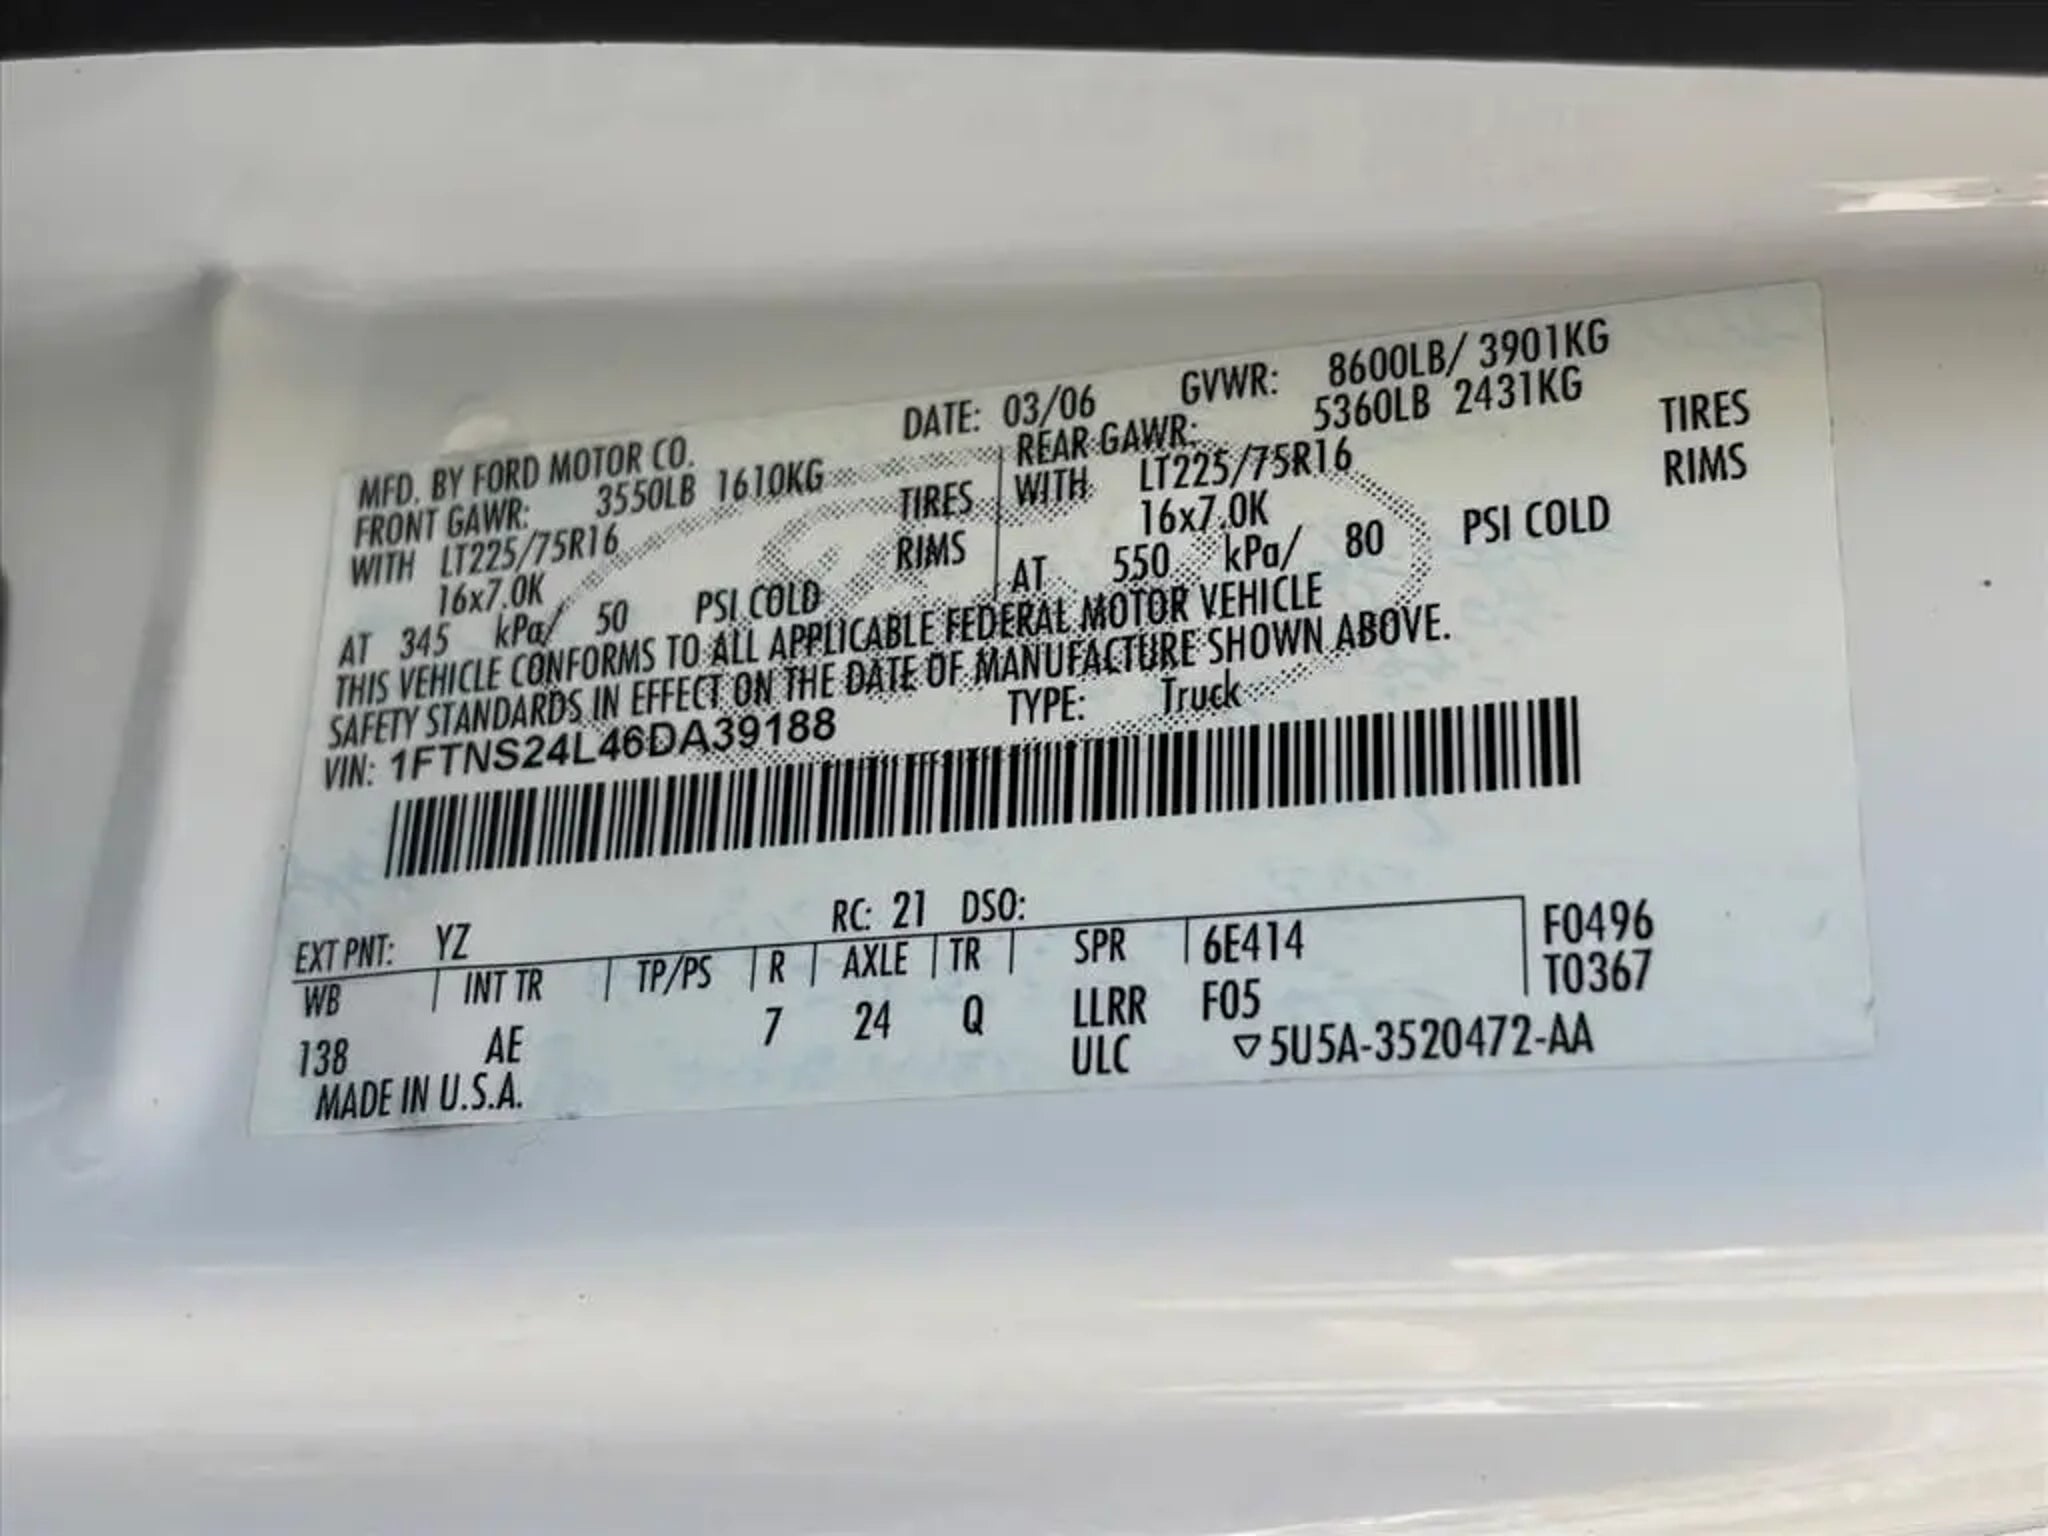 MFD. BY FORD MOTOR CO. DATE: 03/06 GVWR: 8600LB/ 3901KG
FRONT GAWR: 3550LB 1610KG REAR GAWR: 5360LB 2431KG
WITH LT225/75R16 TIRES WITH LT225/75R16 TIRES
16x7.0K RIMS 16x7.0K RIMS
AT 345 kPa/ 50 PSI COLD AT 550 kPa/ 80 PSI COLD
THIS VEHICLE CONFORMS TO ALL APPLICABLE FEDERAL MOTOR VEHICLE
SAFETY STANDARDS IN EFFECT ON THE DATE OF MANUFACTURE SHOWN ABOVE.
VIN: 1FTNS24L46DA39188 TYPE: Truck
EXT PNT: YZ RC: 21 DSO:
WB INT TR TP/PS R AXLE TR SPR 6E414 F0496
138 AE 7 24 Q LLRR F05 T0367
MADE IN U.S.A. ULC ▽5U5A-3520472-AA